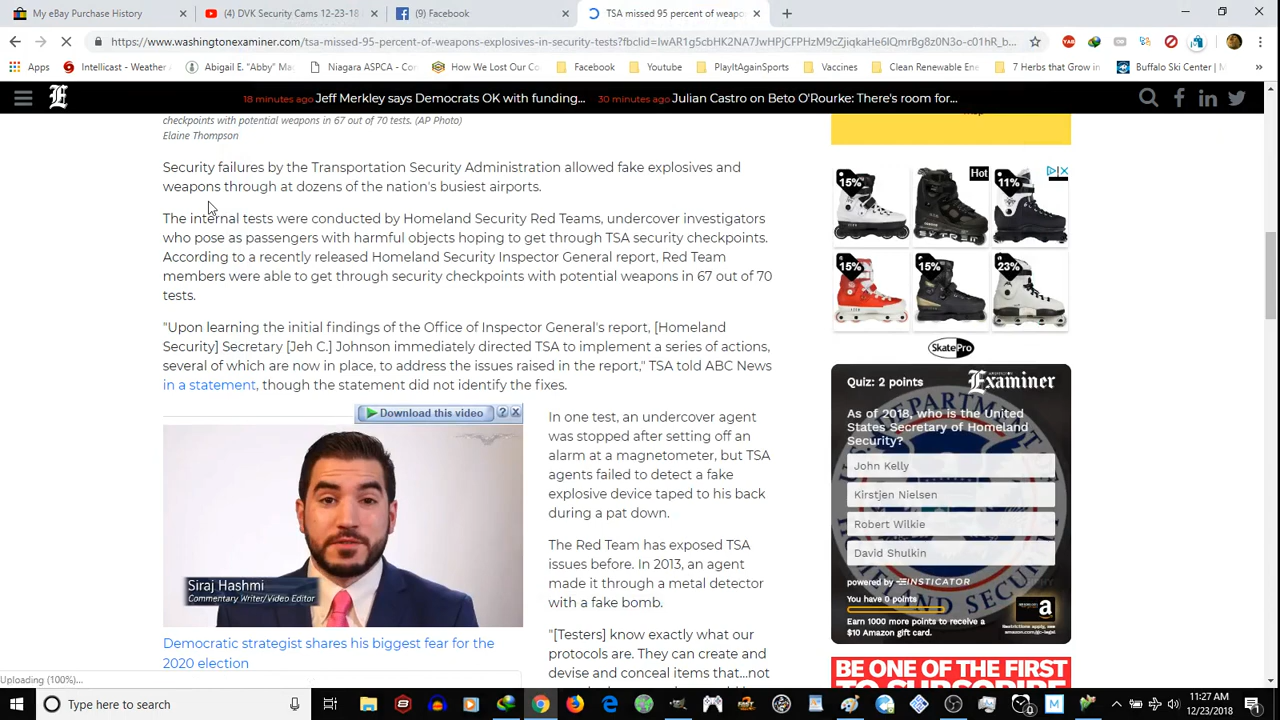 My eBay Purchase History
(4) DVK Security Cams 12-23-18
(9) Facebook
TSA missed 95 percent of weapo
https://www.washingtonexaminer.com/tsa-missed-95-percent-of-weapons-explosives-in-security-tests?fbclid=
Apps
Intellicast - Weather
Abigail E. "Abby" Ma
Niagara ASPCA - Co
How We Lost Our Co
Facebook
Youtube
PlayItAgainSports
Vaccines
Clean Renewable Ene
7 Herbs that Grow in
Buffalo Ski Center |
18 minutes ago Jeff Merkley says Democrats OK with funding...
30 minutes ago Julian Castro on Beto O'Rourke: There's room for...
checkpoints with potential weapons in 67 out of 70 tests. (AP Photo)
Elaine Thompson
Security failures by the Transportation Security Administration allowed fake explosives and
weapons through at dozens of the nation's busiest airports.
The internal tests were conducted by Homeland Security Red Teams, undercover investigators
who pose as passengers with harmful objects hoping to get through TSA security checkpoints.
According to a recently released Homeland Security Inspector General report, Red Team
members were able to get through security checkpoints with potential weapons in 67 out of 70
tests.
"Upon learning the initial findings of the Office of Inspector General's report, [Homeland
Security] Secretary [Jeh C.] Johnson immediately directed TSA to implement a series of actions,
several of which are now in place, to address the issues raised in the report," TSA told ABC News
in a statement, though the statement did not identify the fixes.
Download this video
? X
Siraj Hashmi
Commentary Writer/Video Editor
Democratic strategist shares his biggest fear for the
2020 election
In one test, an undercover agent
was stopped after setting off an
alarm at a magnetometer, but TSA
agents failed to detect a fake
explosive device taped to his back
during a pat down.
The Red Team has exposed TSA
issues before. In 2013, an agent
made it through a metal detector
with a fake bomb.
"[Testers] know exactly what our
protocols are. They can create and
devise and conceal items that...not
15%
Hot
11%
15%
15%
23%
SkatePro
Quiz: 2 points
Examiner
As of 2018, who is the United
States Secretary of Homeland
Security?
John Kelly
Kirstjen Nielsen
Robert Wilkie
David Shulkin
powered by INSTICATOR
You have 0 points
Earn 1000 more points to receive a
$10 Amazon gift card.
BE ONE OF THE FIRST
TO SUBSCRIBE
Uploading (100%)...
Type here to search
11:27 AM
12/23/2018